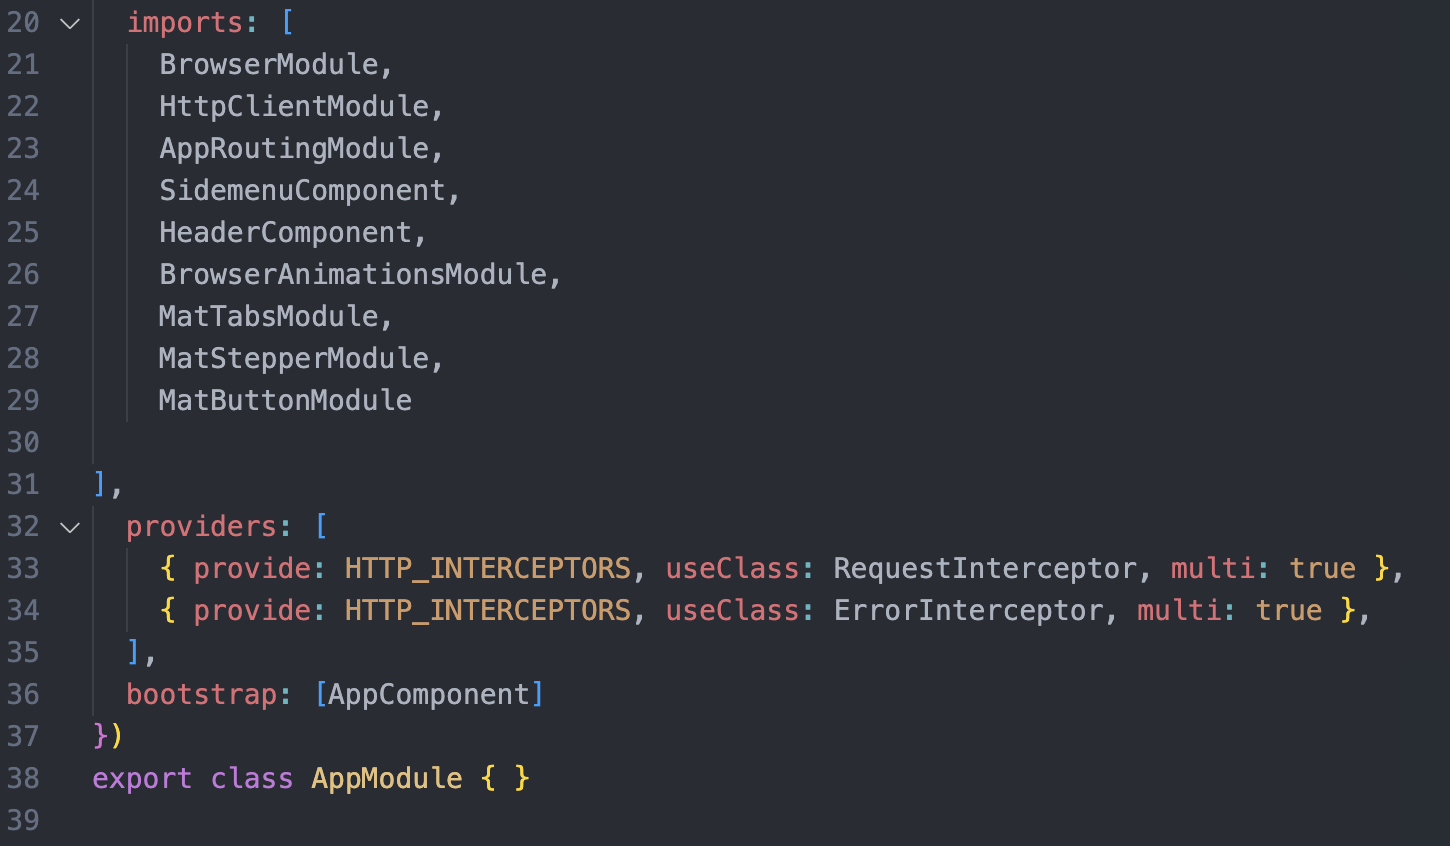 20 imports: [
21 BrowserModule,
22 HttpClientModule,
23 AppRoutingModule,
24 SidemenuComponent,
25 HeaderComponent,
26 BrowserAnimationsModule,
27 MatTabsModule,
28 MatStepperModule,
29 MatButtonModule
30
31 ],
32 providers: [
33 { provide: HTTP_INTERCEPTORS, useClass: RequestInterceptor, multi: true },
34 { provide: HTTP_INTERCEPTORS, useClass: ErrorInterceptor, multi: true },
35 ],
36 bootstrap: [AppComponent]
37 })
38 export class AppModule { }
39